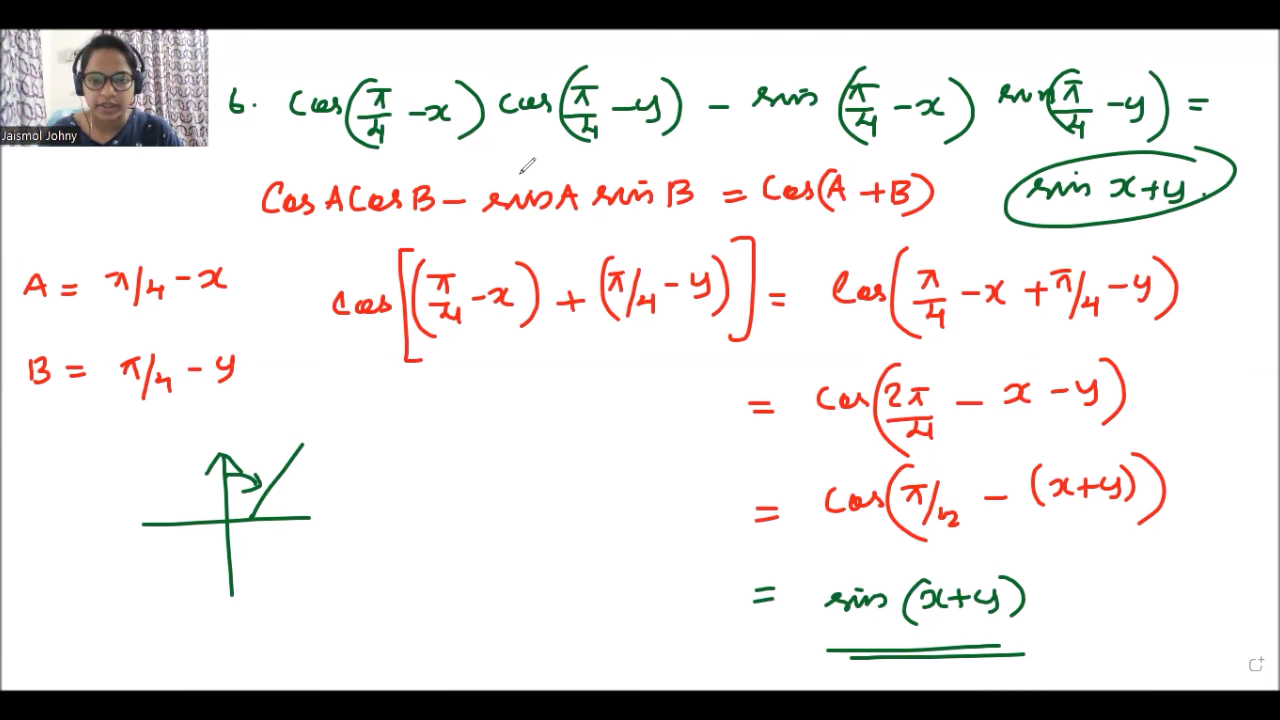 6. cos(π/4 - x) cos(π/4 - y) - sin(π/4 - x) sin(π/4 - y) =
sin x+y.
Jaismol Johny
cos A cos B - sin A sin B = cos(A + B)
A = π/4 - x
B = π/4 - y
cos[(π/4 - x) + (π/4 - y)] = cos(π/4 - x + π/4 - y)
= cos(2π/4 - x - y)
= cos(π/2 - (x+y))
= sin (x+y)